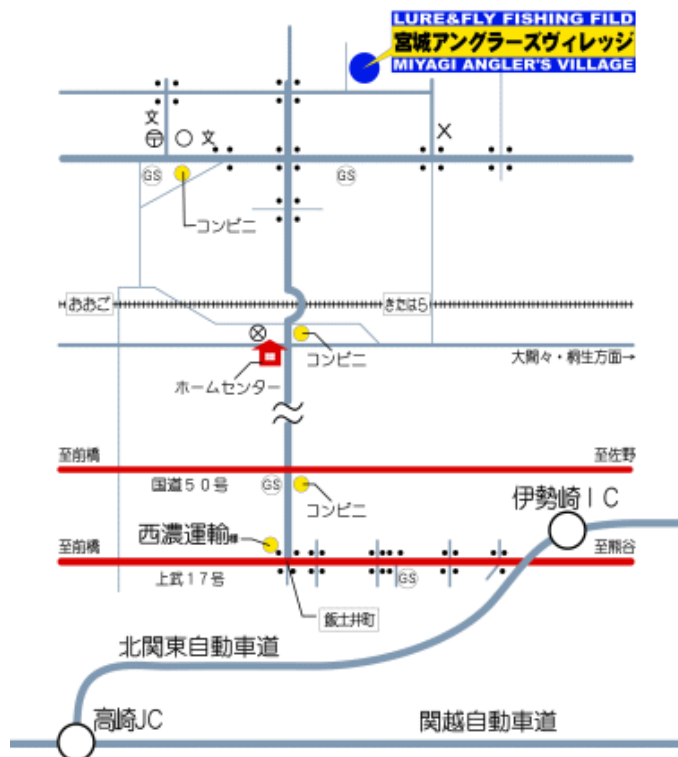 LURE&FLY FISHING FILD
宮城アングラーズヴィレッジ
MIYAGI ANGLER'S VILLAGE
文
文
GS
GS
コンビニ
おおご
きたはら
コンビニ
大間々・桐生方面→
ホームセンター
至前橋
至佐野
国道50号
GS
コンビニ
伊勢崎IC
西濃運輸様
至前橋
至熊谷
上武17号
GS
飯土井町
北関東自動車道
高崎JC
関越自動車道